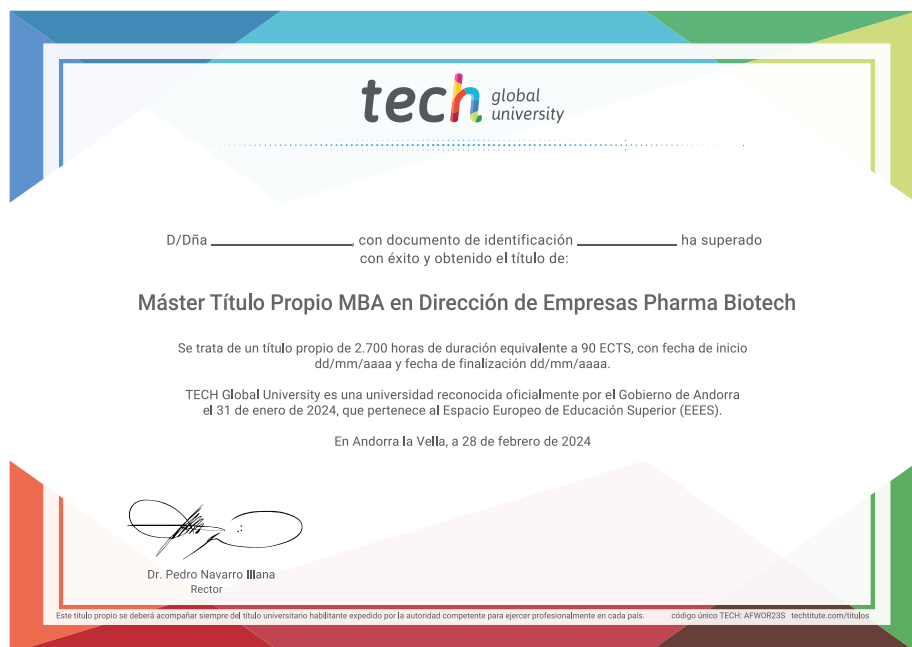 tech global university
D/Dña ________________, con documento de identificación ____________ ha superado
con éxito y obtenido el título de:
Máster Título Propio MBA en Dirección de Empresas Pharma Biotech
Se trata de un título propio de 2.700 horas de duración equivalente a 90 ECTS, con fecha de inicio
dd/mm/aaaa y fecha de finalización dd/mm/aaaa.
TECH Global University es una universidad reconocida oficialmente por el Gobierno de Andorra
el 31 de enero de 2024, que pertenece al Espacio Europeo de Educación Superior (EEES).
En Andorra la Vella, a 28 de febrero de 2024
Dr. Pedro Navarro Illana
Rector
Este título propio se deberá acompañar siempre del título universitario habilitante expedido por la autoridad competente para ejercer profesionalmente en cada país. código único TECH: AFWOR23S techtitute.com/titulos